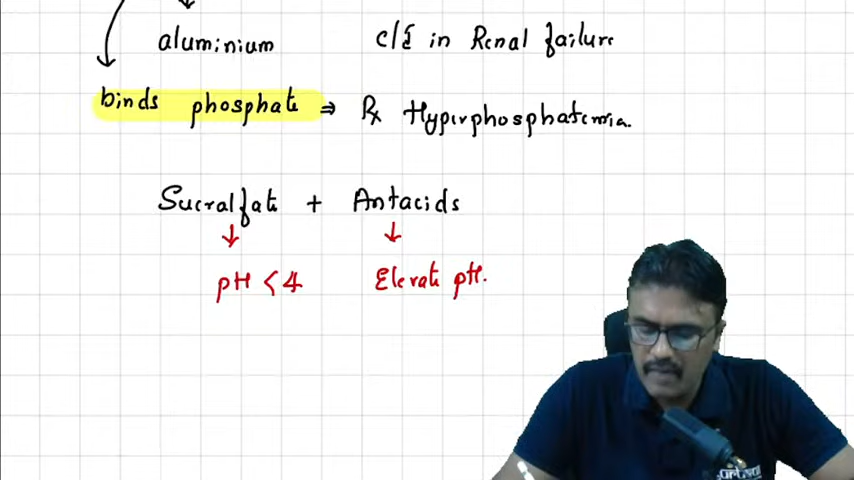 aluminium c/I in Renal failure
binds phosphate ⇒ Rx Hyperphosphatemia.
Sucralfate + Antacids
↓ ↓
pH < 4 Elevate pH.